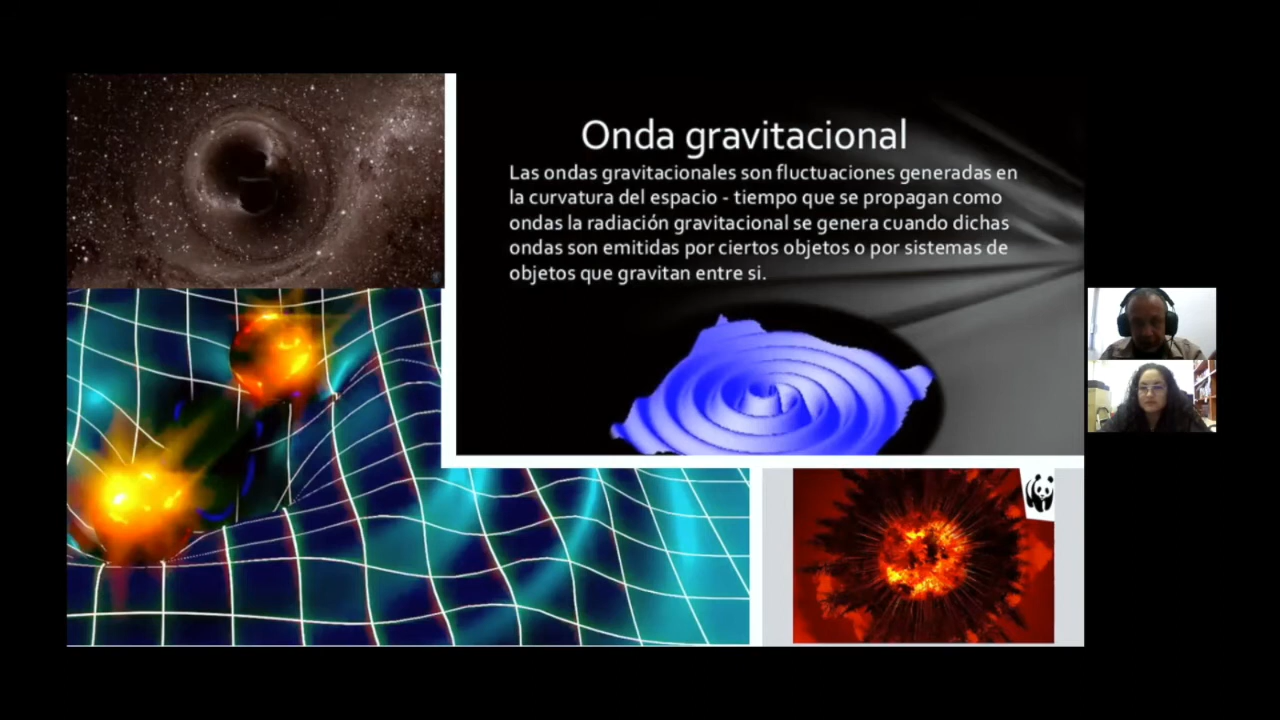 Onda gravitacional
Las ondas gravitacionales son fluctuaciones generadas en
la curvatura del espacio - tiempo que se propagan como
ondas la radiación gravitacional se genera cuando dichas
ondas son emitidas por ciertos objetos o por sistemas de
objetos que gravitan entre si.